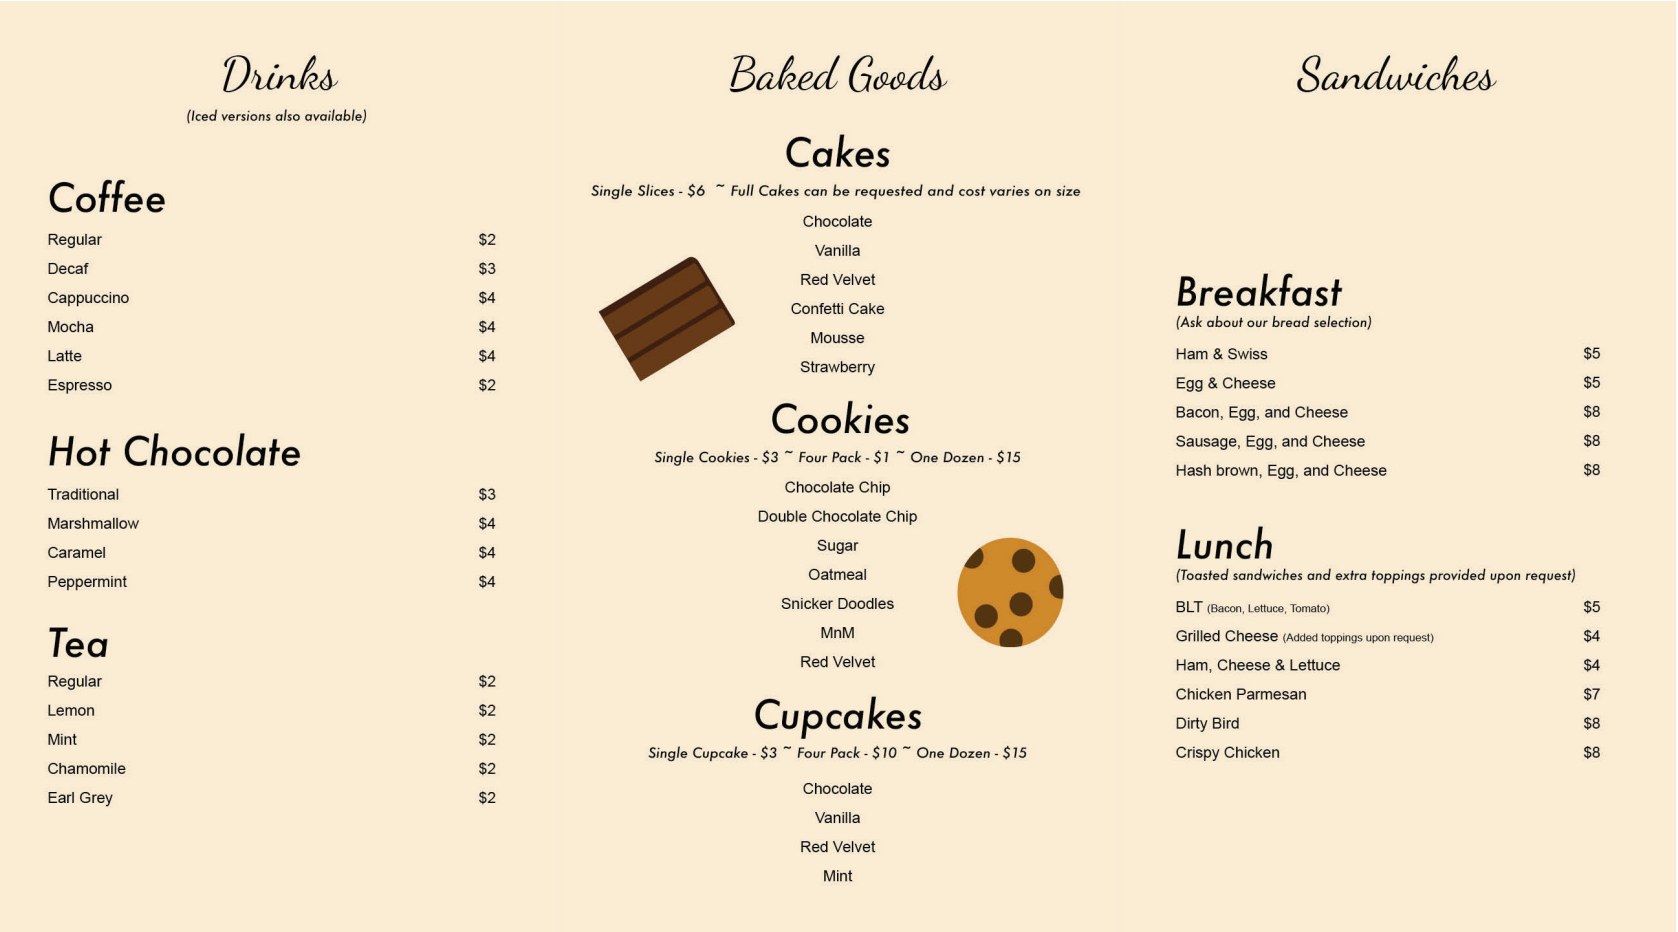 Drinks
(Iced versions also available)
Coffee
Regular $2
Decaf $3
Cappuccino $4
Mocha $4
Latte $4
Espresso $2
Hot Chocolate
Traditional $3
Marshmallow $4
Caramel $4
Peppermint $4
Tea
Regular $2
Lemon $2
Mint $2
Chamomile $2
Earl Grey $2
Baked Goods
Cakes
Single Slices - $6 ~ Full Cakes can be requested and cost varies on size
Chocolate
Vanilla
Red Velvet
Confetti Cake
Mousse
Strawberry
Cookies
Single Cookies - $3 ~ Four Pack - $1 ~ One Dozen - $15
Chocolate Chip
Double Chocolate Chip
Sugar
Oatmeal
Snicker Doodles
MnM
Red Velvet
Cupcakes
Single Cupcake - $3 ~ Four Pack - $10 ~ One Dozen - $15
Chocolate
Vanilla
Red Velvet
Mint
Sandwiches
Breakfast
(Ask about our bread selection)
Ham & Swiss $5
Egg & Cheese $5
Bacon, Egg, and Cheese $8
Sausage, Egg, and Cheese $8
Hash brown, Egg, and Cheese $8
Lunch
(Toasted sandwiches and extra toppings provided upon request)
BLT (Bacon, Lettuce, Tomato) $5
Grilled Cheese (Added toppings upon request) $4
Ham, Cheese & Lettuce $4
Chicken Parmesan $7
Dirty Bird $8
Crispy Chicken $8